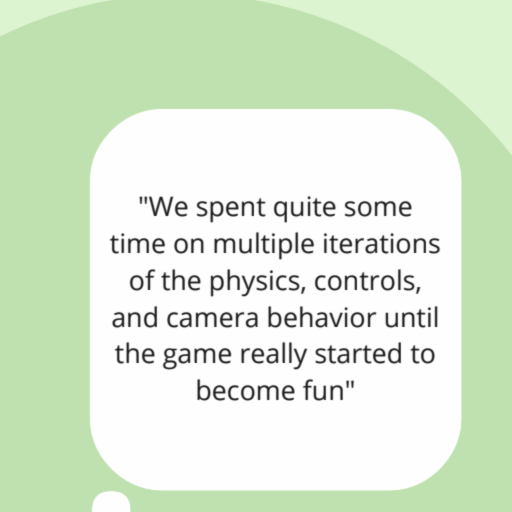 "We spent quite some
time on multiple iterations
of the physics, controls,
and camera behavior until
the game really started to
become fun"